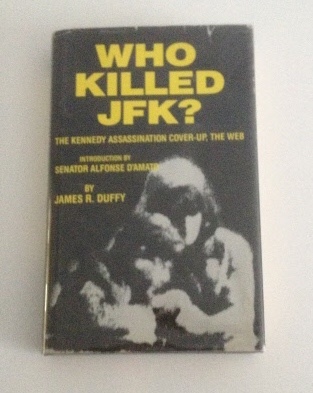 WHO
KILLED
JFK?
THE KENNEDY ASSASSINATION COVER-UP, THE WEB
INTRODUCTION BY
SENATOR ALFONSE D'AMATO
BY
JAMES R. DUFFY